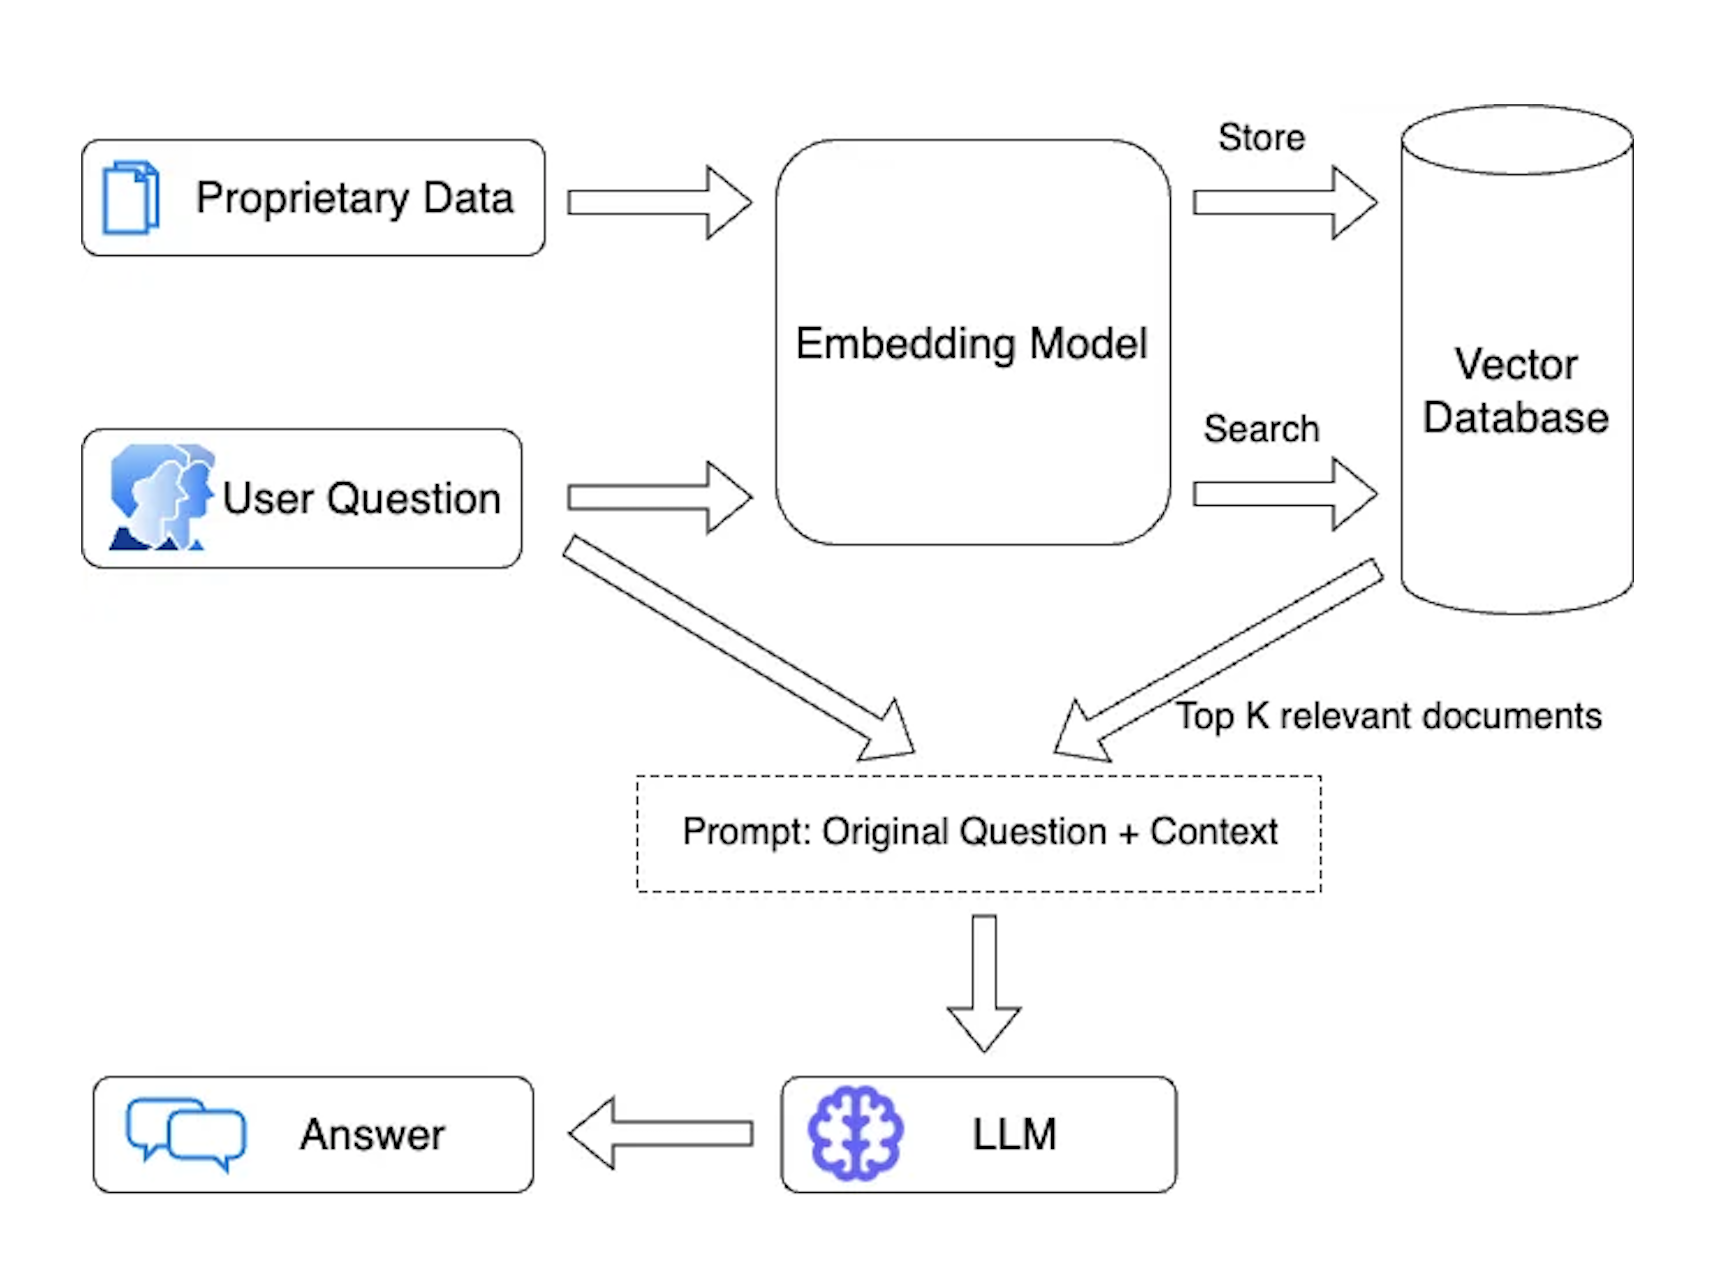 Proprietary Data
Store
Embedding Model
Vector
Database
User Question
Search
Top K relevant documents
Prompt: Original Question + Context
Answer
LLM